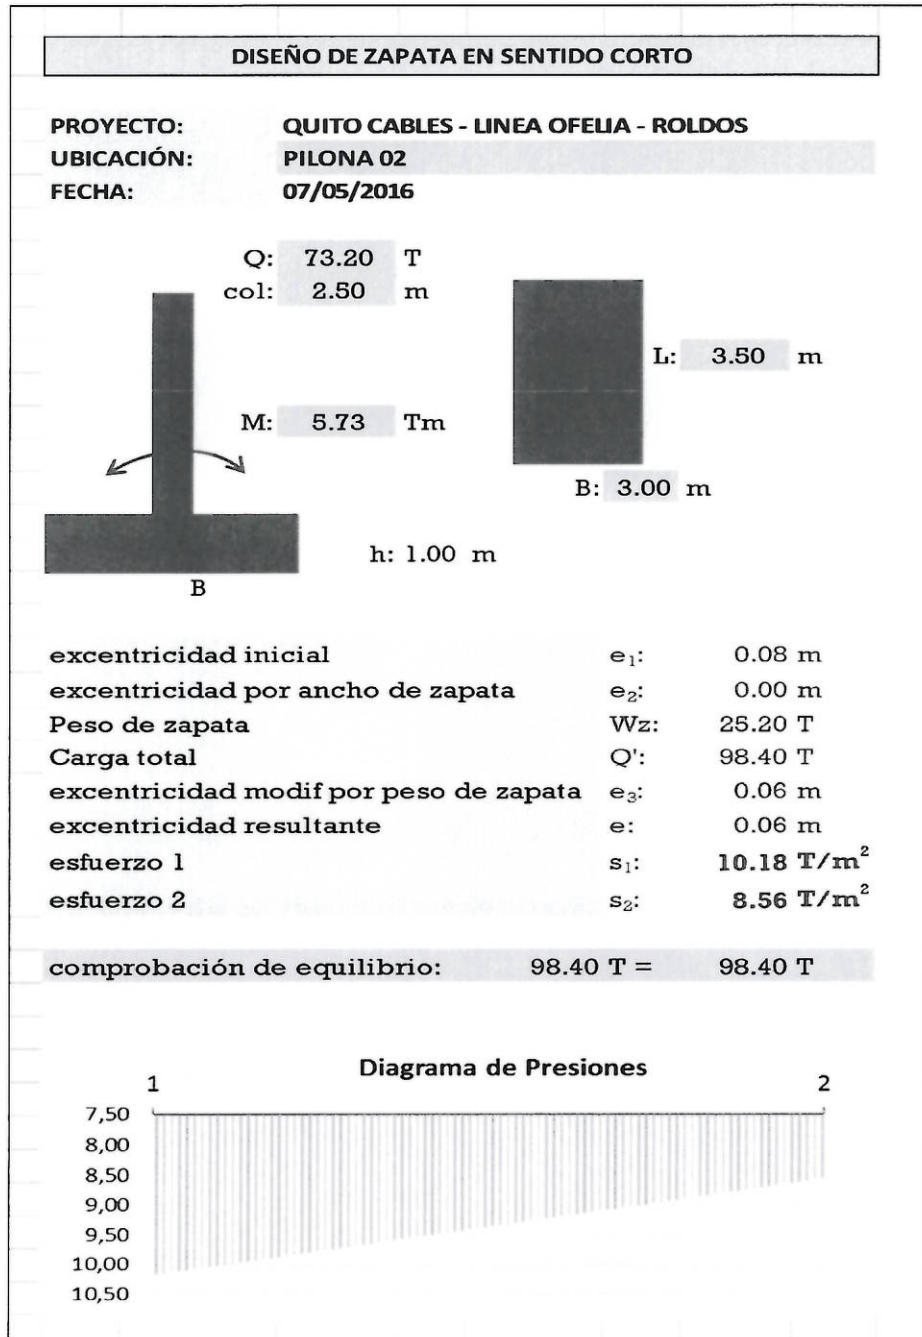 DISEÑO DE ZAPATA EN SENTIDO CORTO
PROYECTO: QUITO CABLES - LINEA OFELIA - ROLDOS
UBICACIÓN: PILONA 02
FECHA: 07/05/2016
Q: 73.20 T
col: 2.50 m
L: 3.50 m
M: 5.73 Tm
B: 3.00 m
h: 1.00 m
B
excentricidad inicial e₁: 0.08 m
excentricidad por ancho de zapata e₂: 0.00 m
Peso de zapata Wz: 25.20 T
Carga total Q': 98.40 T
excentricidad modif por peso de zapata e₃: 0.06 m
excentricidad resultante e: 0.06 m
esfuerzo 1 s₁: 10.18 T/m²
esfuerzo 2 s₂: 8.56 T/m²
comprobación de equilibrio: 98.40 T = 98.40 T
Diagrama de Presiones
1 2
7,50
8,00
8,50
9,00
9,50
10,00
10,50